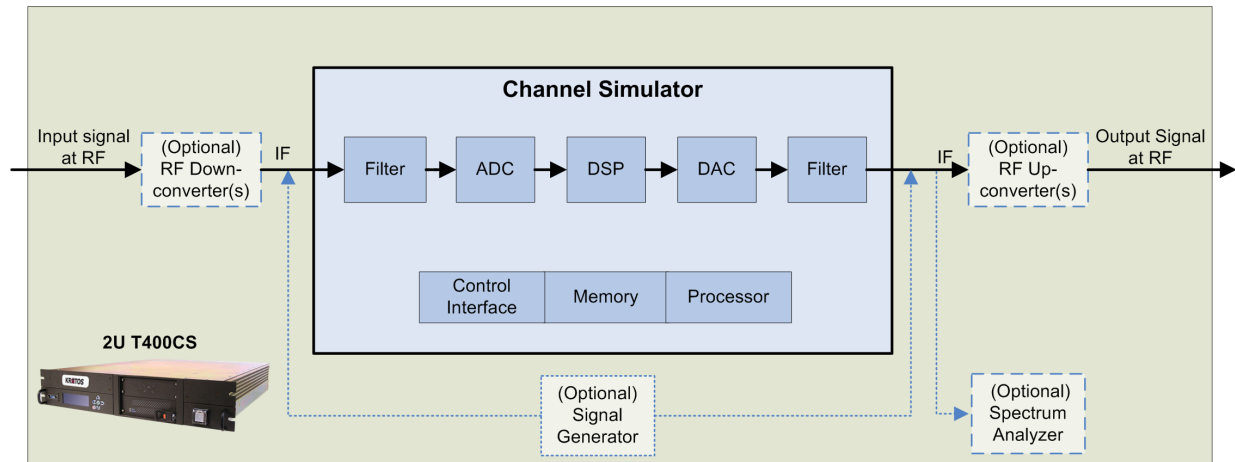 Channel Simulator
Input signal
at RF
(Optional)
RF Down-
converter(s)
IF
Filter
ADC
DSP
DAC
Filter
IF
(Optional)
RF Up-
converter(s)
Output Signal
at RF
Control
Interface
Memory
Processor
2U T400CS
KRATOS
(Optional)
Signal
Generator
(Optional)
Spectrum
Analyzer